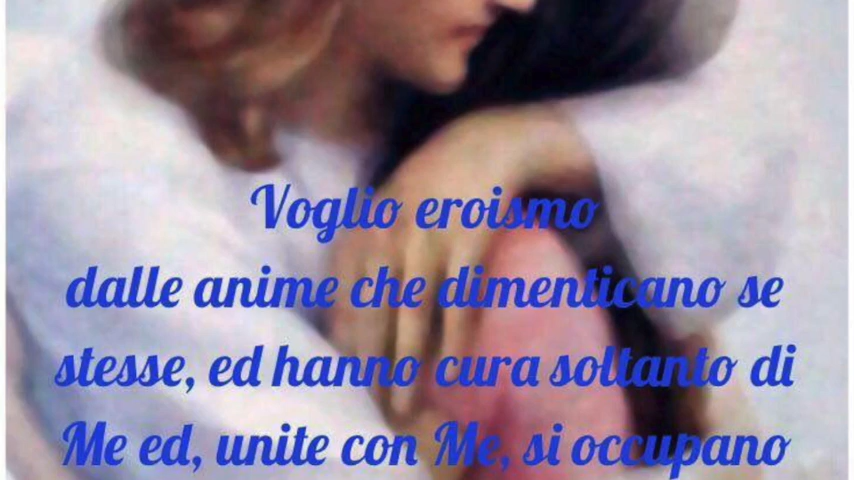 Voglio eroismo
dalle anime che dimenticano se
stesse, ed hanno cura soltanto di
Me ed, unite con Me, si occupano